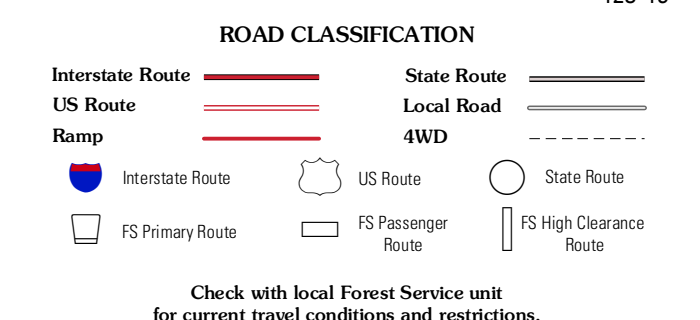 ROAD CLASSIFICATION
Interstate Route
State Route
US Route
Local Road
Ramp
4WD
Interstate Route
US Route
State Route
FS Primary Route
FS Passenger
Route
FS High Clearance
Route
Check with local Forest Service unit
for current travel conditions and restrictions.